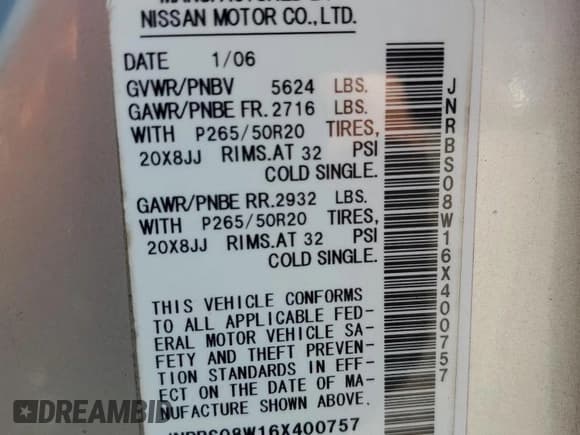 NISSAN MOTOR CO.,LTD.
DATE 1/06
GVWR/PNBV 5624 LBS.
GAWR/PNBE FR.2716 LBS.
WITH P265/50R20 TIRES,
20X8JJ RIMS.AT 32 PSI
COLD SINGLE.
GAWR/PNBE RR.2932 LBS.
WITH P265/50R20 TIRES,
20X8JJ RIMS.AT 32 PSI
COLD SINGLE.
THIS VEHICLE CONFORMS
TO ALL APPLICABLE FED-
ERAL MOTOR VEHICLE SA-
FETY AND THEFT PREVEN-
TION STANDARDS IN EFF-
ECT ON THE DATE OF MA-
NUFACTURE SHOWN ABOVE.
JNRBS08W16X400757
JNRBS08W16X400757
DREAMBID